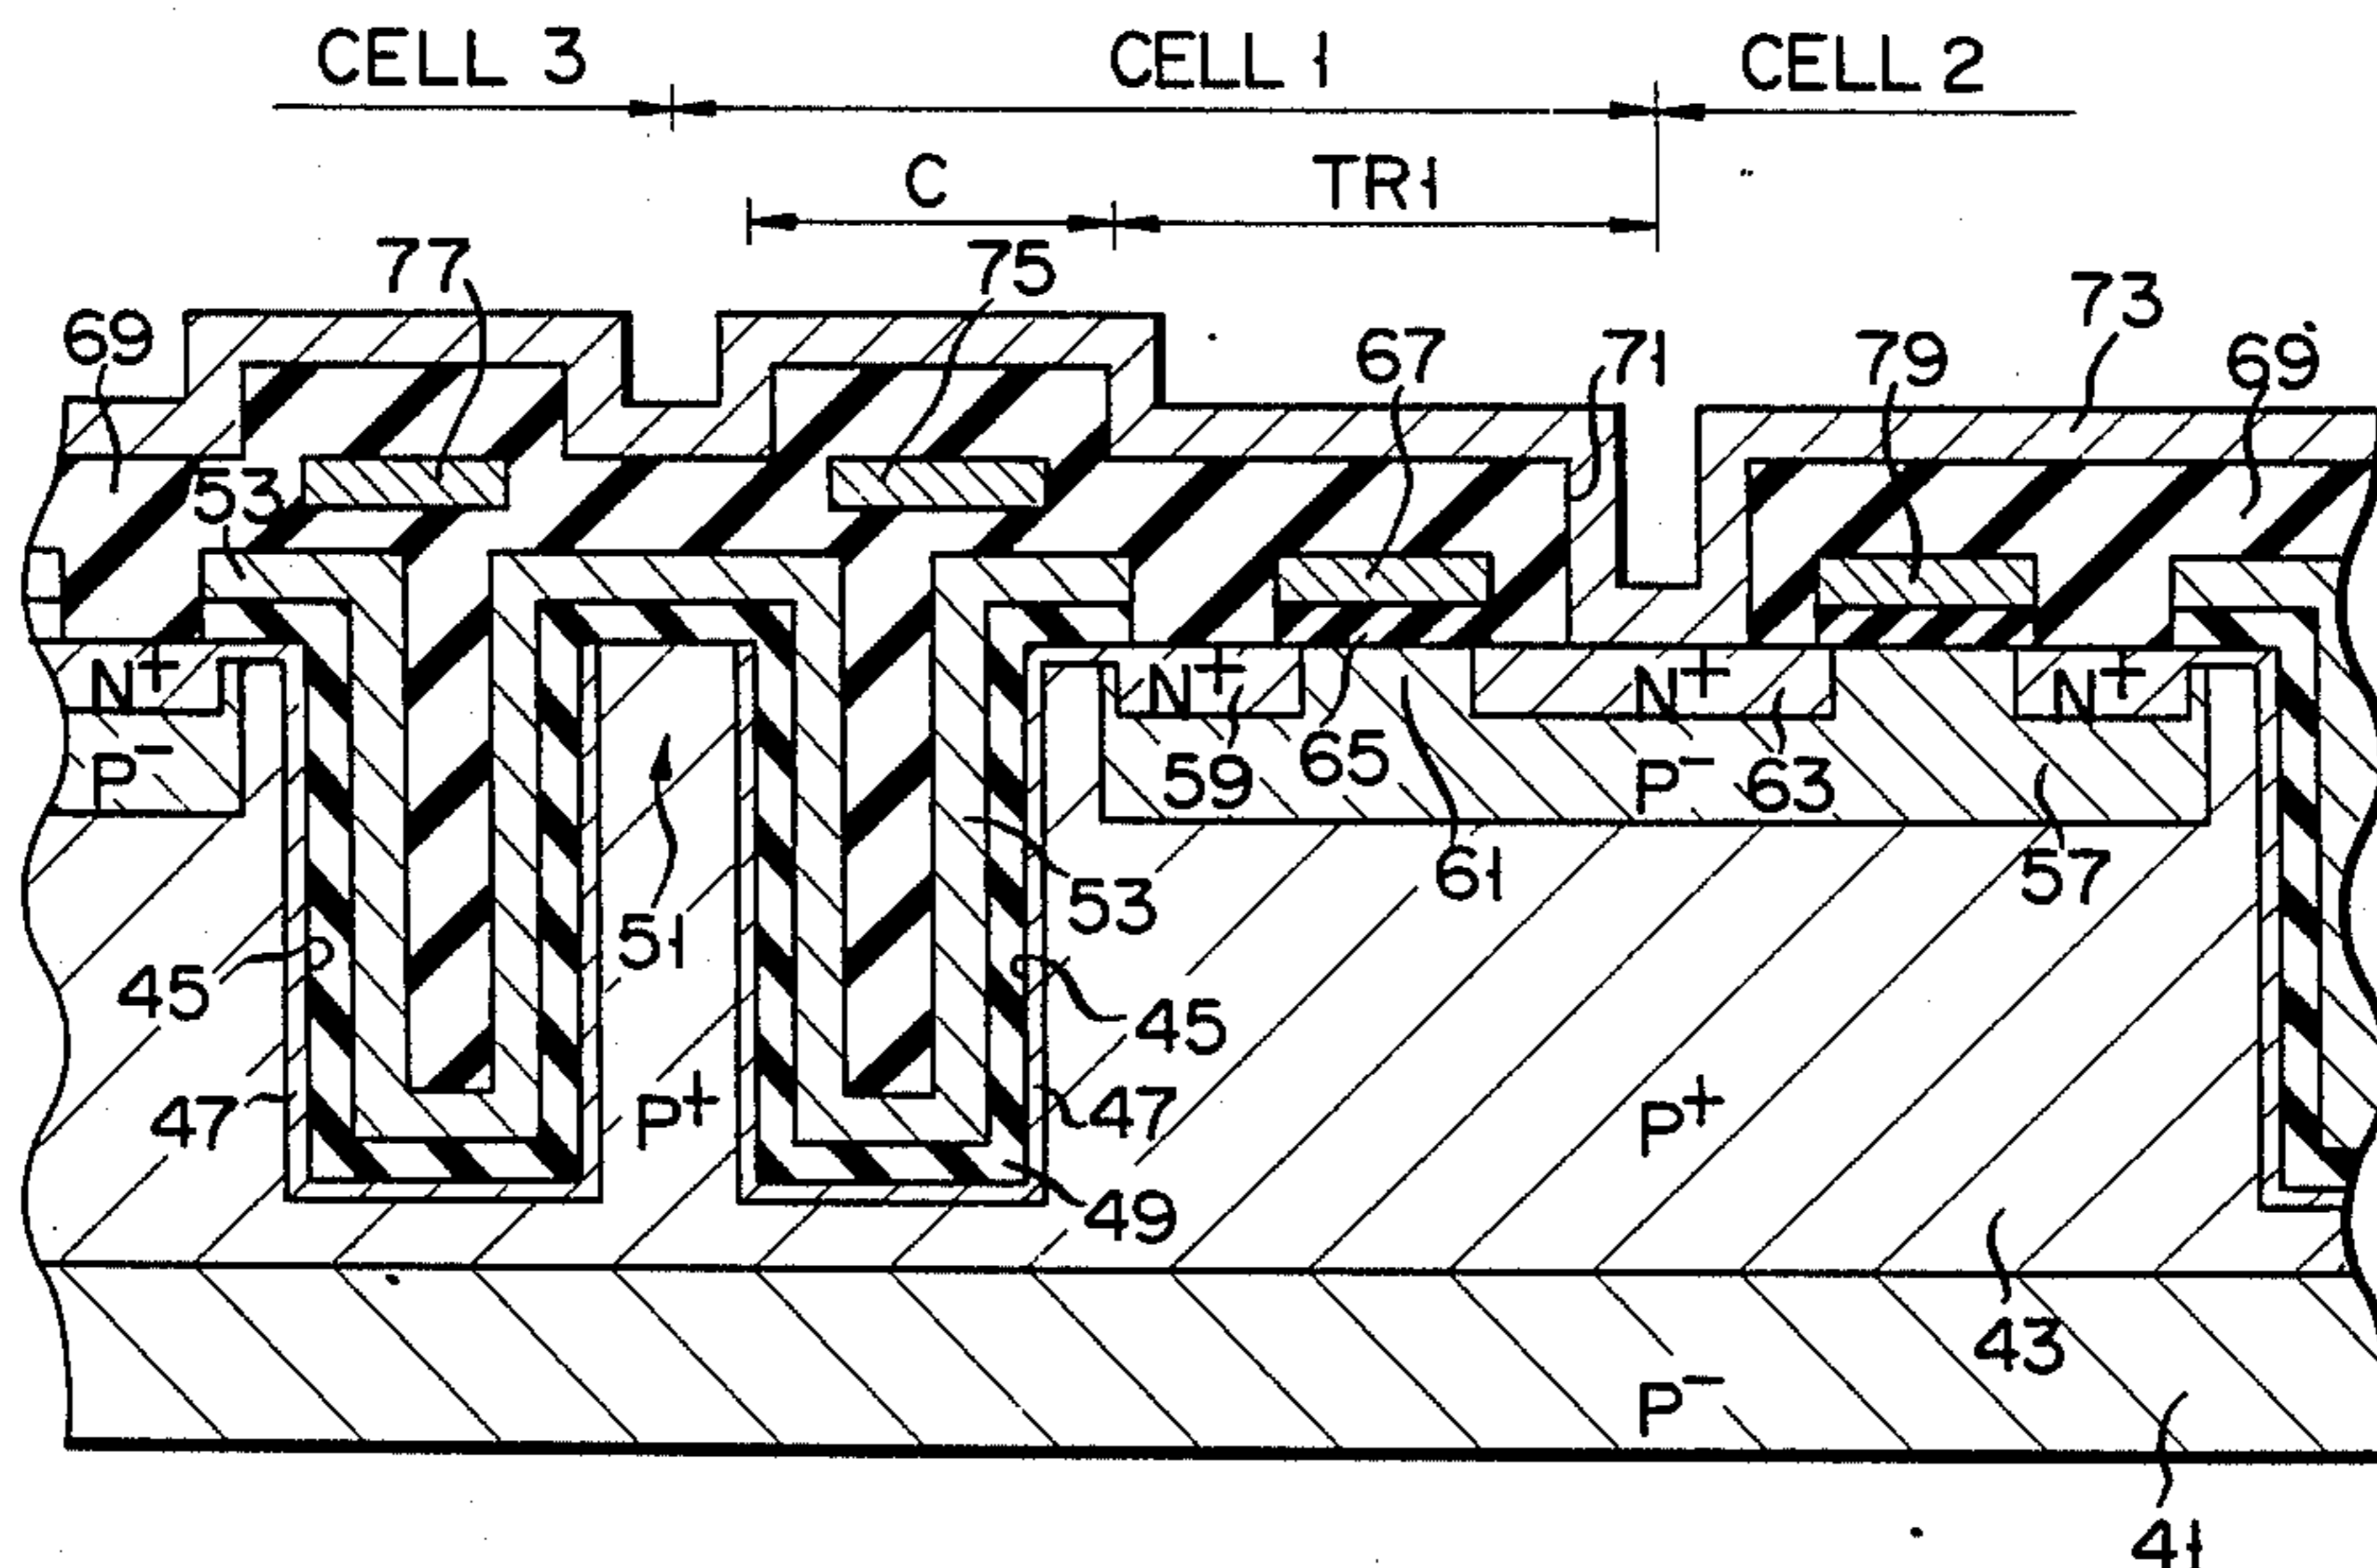 CELL 3 CELL 1 CELL 2
C TR1
77 75 73
69 67 71 79 69
53
N+ N+ N+ N+
59 65 63
P- P-
61 57
53
51
45 45
47 P+ 47 P+
49
43
P-
41